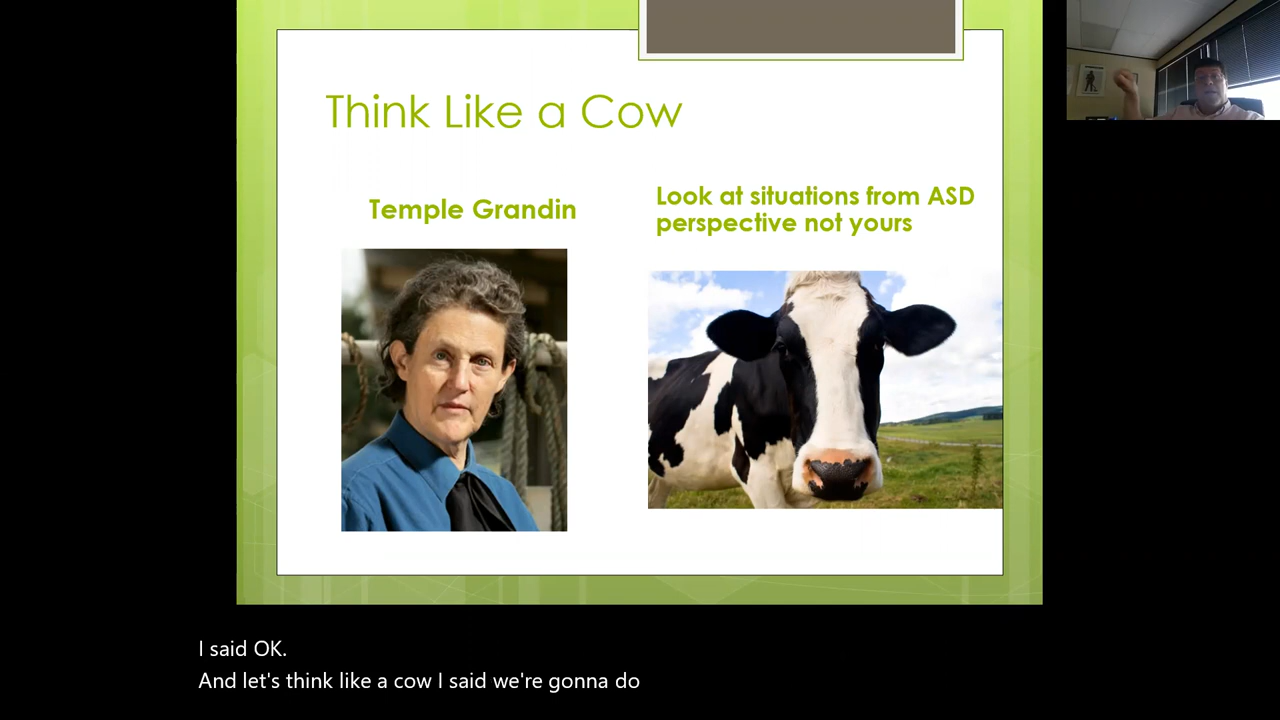 Think Like a Cow
Temple Grandin
Look at situations from ASD
perspective not yours
I said OK.
And let's think like a cow I said we're gonna do